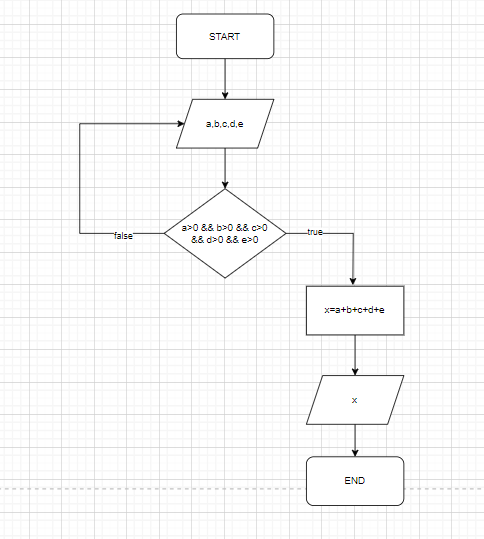 START
a,b,c,d,e
a>0 && b>0 && c>0
&& d>0 && e>0
false
true
x=a+b+c+d+e
x
END